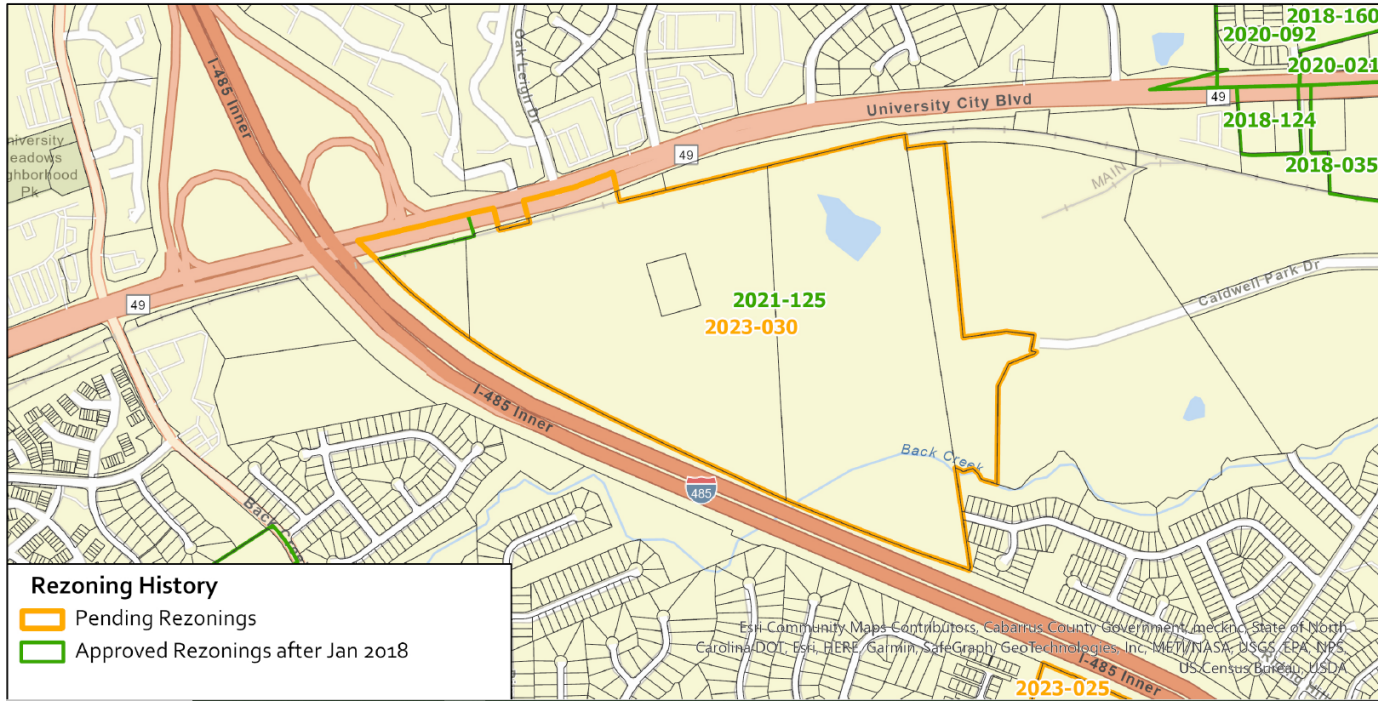 2018-160
2020-092
2020-021
I-485 Inner
Oak Leigh Dr
University City Blvd
49
49
2018-124
niversity
eadows
ghborhood
Pk
2018-035
MAIN
49
Caldwell Park Dr
2021-125
2023-030
I-485 Inner
Back Creek
485
Rezoning History
Pending Rezonings
Approved Rezonings after Jan 2018
Esri Community Maps Contributors, Cabarrus County Government, mecknc, State of North
Carolina DOT, Esri, HERE, Garmin, SafeGraph, GeoTechnologies, Inc, METI/NASA, USGS, EPA, NPS,
US Census Bureau, USDA
I-485 Inner
2023-025